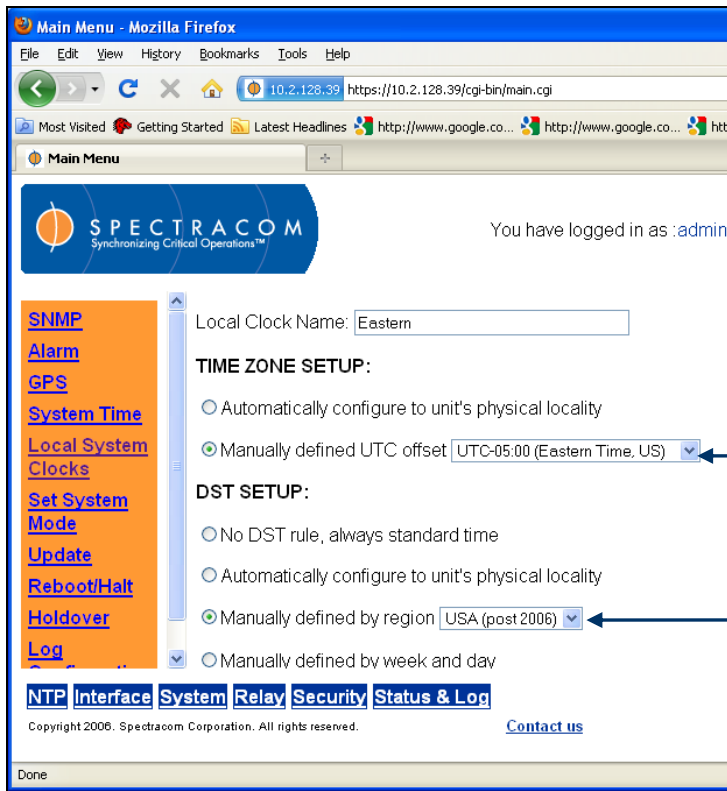 Main Menu - Mozilla Firefox
File Edit View History Bookmarks Tools Help
10.2.128.39 https://10.2.128.39/cgi-bin/main.cgi
Most Visited Getting Started Latest Headlines http://www.google.co... http://www.google.co... htt
Main Menu
SPECTRACOM
Synchronizing Critical Operations™
You have logged in as :admin
SNMP
Alarm
GPS
System Time
Local System
Clocks
Set System
Mode
Update
Reboot/Halt
Holdover
Log
Local Clock Name: Eastern
TIME ZONE SETUP:
Automatically configure to unit's physical locality
Manually defined UTC offset UTC-05:00 (Eastern Time, US)
DST SETUP:
No DST rule, always standard time
Automatically configure to unit's physical locality
Manually defined by region USA (post 2006)
Manually defined by week and day
NTP Interface System Relay Security Status & Log
Copyright 2006. Spectracom Corporation. All rights reserved.
Contact us
Done